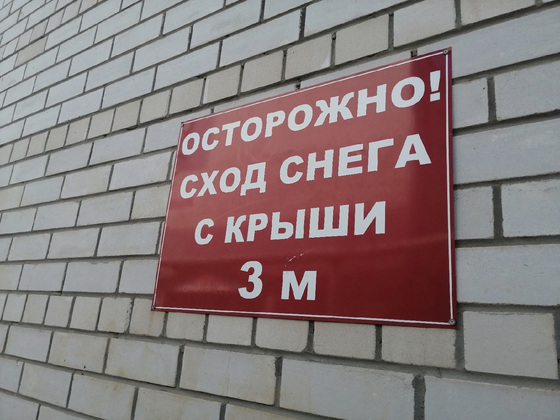 ОСТОРОЖНО!
СХОД СНЕГА
С КРЫШИ
3 м